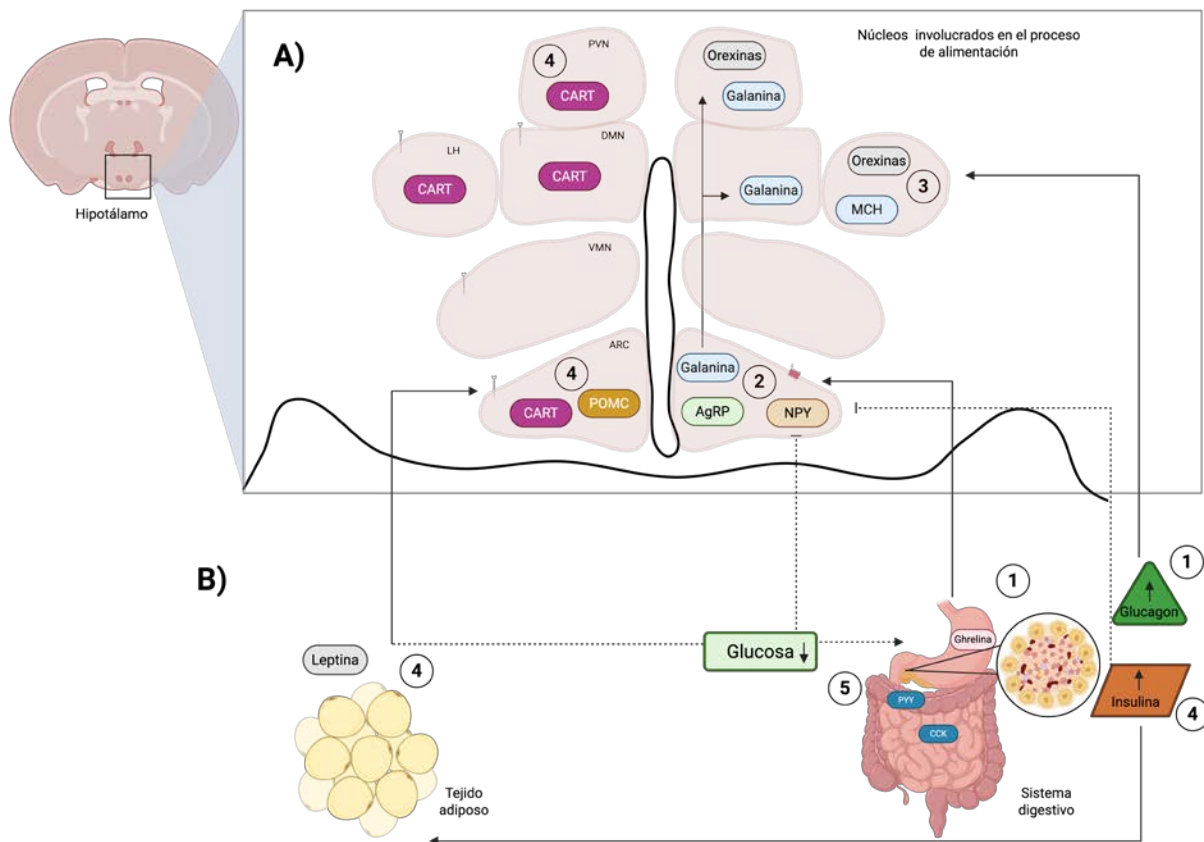 A)
Núcleos involucrados en el proceso
de alimentación
Hipotálamo
4
PVN
CART
Orexinas
Galanina
LH
CART
DMN
CART
Galanina
Orexinas
3
MCH
VMN
ARC
4
CART
POMC
Galanina
2
AgRP
NPY
B)
1
Glucagon
1
Leptina
4
Glucosa
Ghrelina
5
PYY
CCK
Insulina
4
Tejido
adiposo
Sistema
digestivo